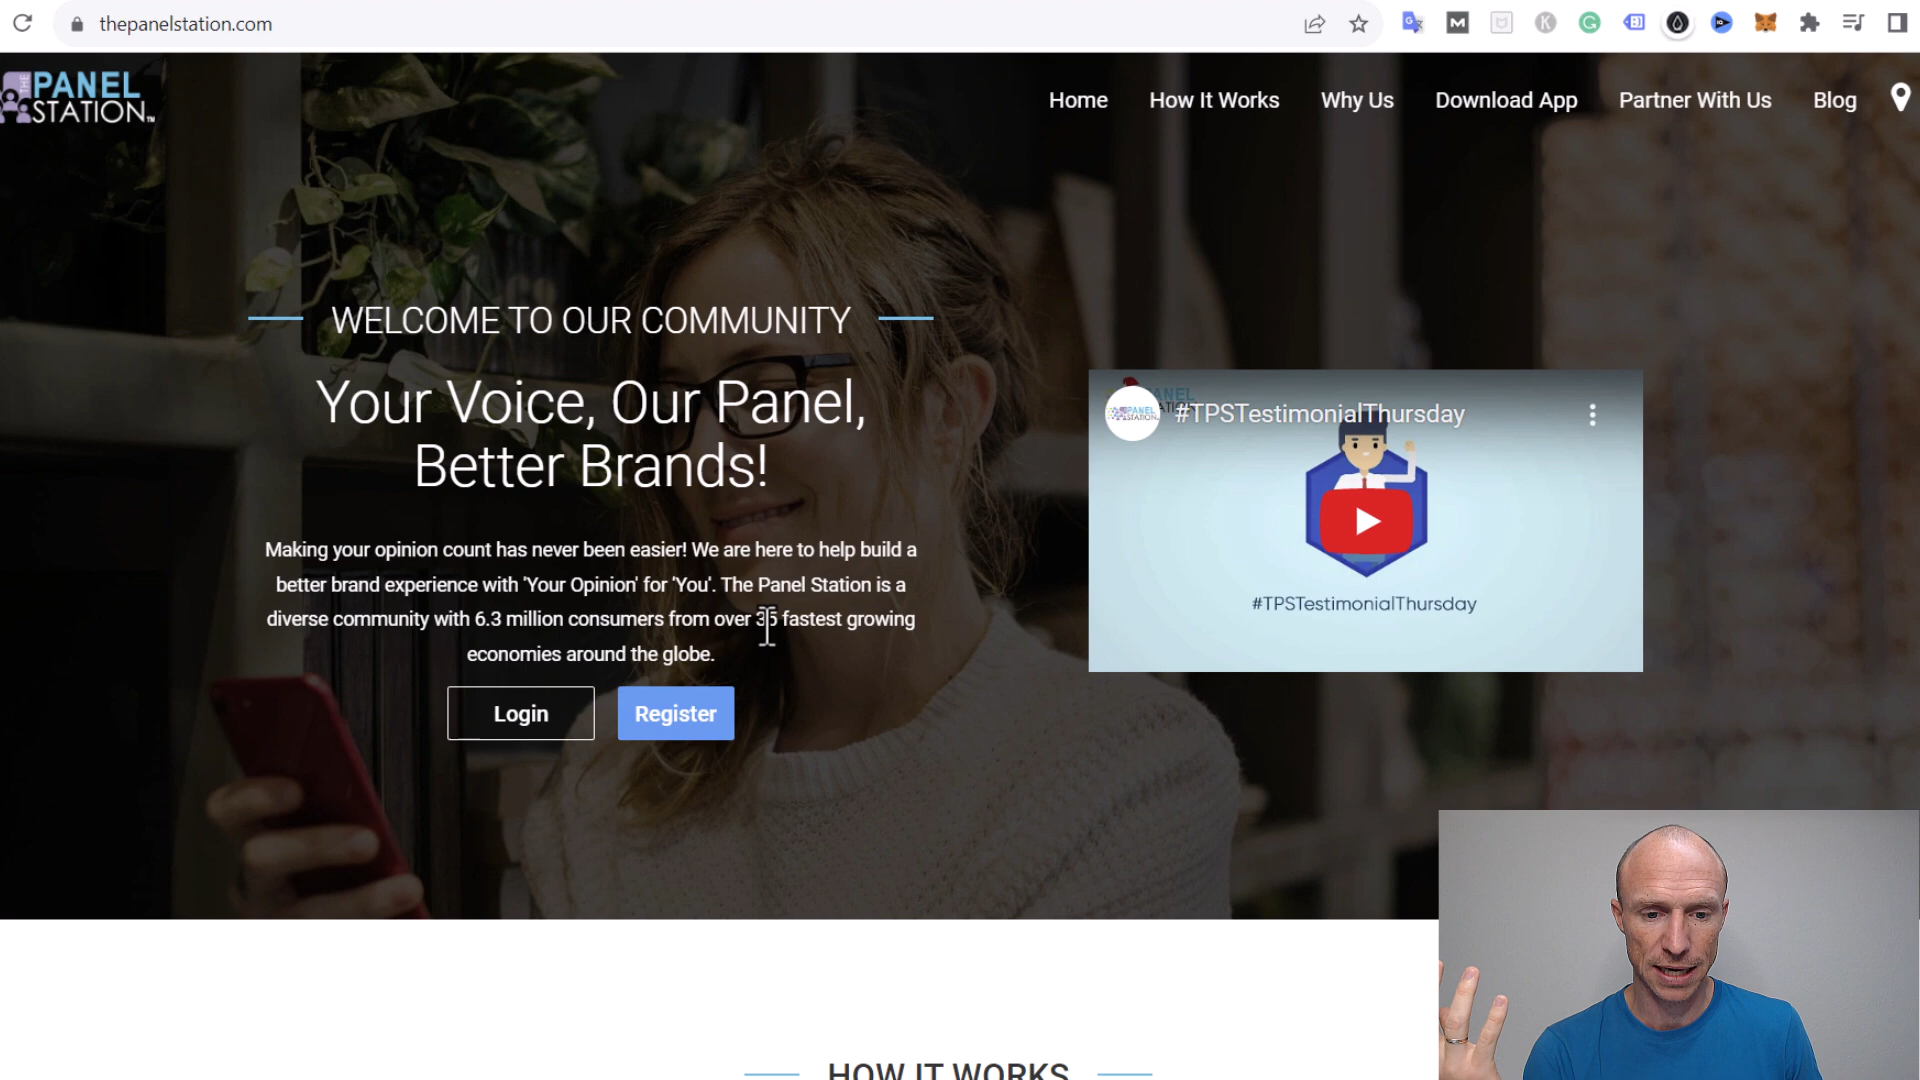 thepanelstation.com
THE PANEL STATION™
Home
How It Works
Why Us
Download App
Partner With Us
Blog
WELCOME TO OUR COMMUNITY
Your Voice, Our Panel,
Better Brands!
Making your opinion count has never been easier! We are here to help build a
better brand experience with 'Your Opinion' for 'You'. The Panel Station is a
diverse community with 6.3 million consumers from over 35 fastest growing
economies around the globe.
Login
Register
#TPSTestimonialThursday
#TPSTestimonialThursday
HOW IT WORKS